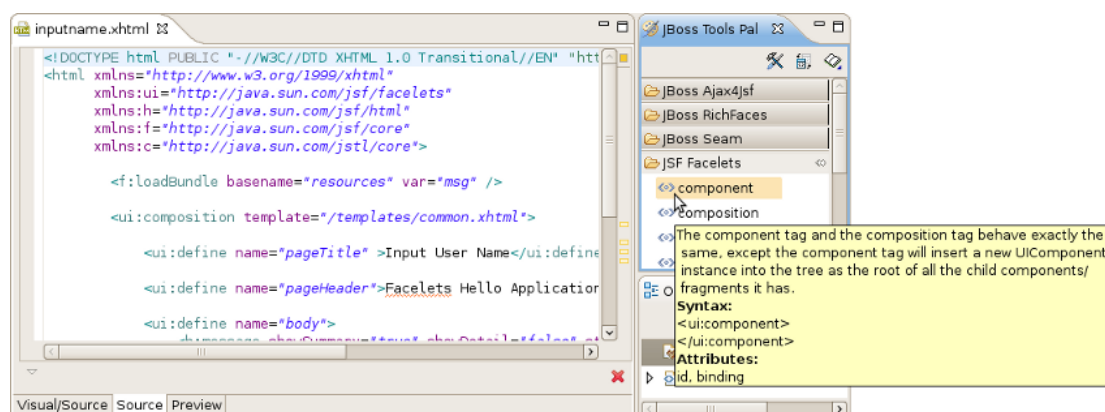 inputname.xhtml
<!DOCTYPE html PUBLIC "-//W3C//DTD XHTML 1.0 Transitional//EN" "htt
<html xmlns="http://www.w3.org/1999/xhtml"
xmlns:ui="http://java.sun.com/jsf/facelets"
xmlns:h="http://java.sun.com/jsf/html"
xmlns:f="http://java.sun.com/jsf/core"
xmlns:c="http://java.sun.com/jstl/core">
<f:loadBundle basename="resources" var="msg" />
<ui:composition template="/templates/common.xhtml">
<ui:define name="pageTitle" >Input User Name</ui:define
<ui:define name="pageHeader">Facelets Hello Application
<ui:define name="body">
Visual/Source Source Preview
JBoss Tools Pal
JBoss Ajax4Jsf
JBoss RichFaces
JBoss Seam
JSF Facelets
component
composition
The component tag and the composition tag behave exactly the
same, except the component tag will insert a new UIComponent
instance into the tree as the root of all the child components/
fragments it has.
Syntax:
<ui:component>
</ui:component>
Attributes:
id, binding